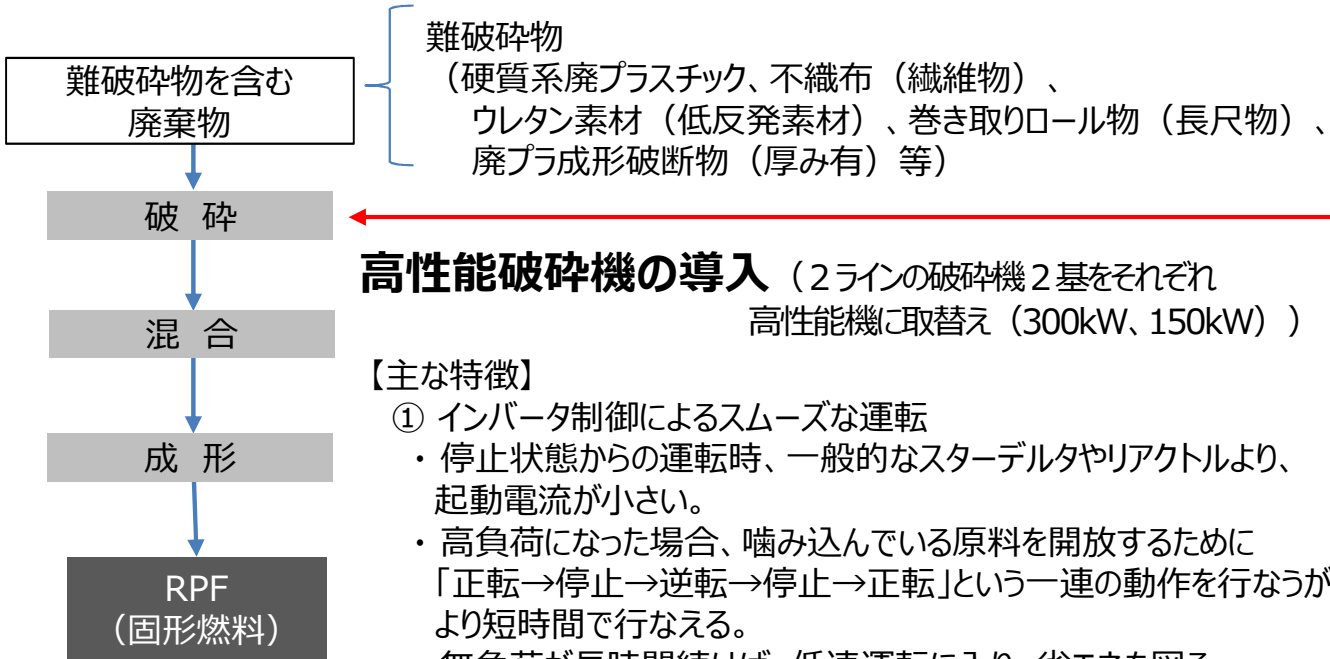 難破砕物を含む
廃棄物
難破砕物
（硬質系廃プラスチック、不織布（繊維物）、
ウレタン素材（低反発素材）、巻き取りロール物（長尺物）、
廃プラ成形破断物（厚み有）等）
破 砕
高性能破砕機の導入（２ラインの破砕機２基をそれぞれ
高性能機に取替え（300kW、150kW））
混 合
【主な特徴】
① インバータ制御によるスムーズな運転
・ 停止状態からの運転時、一般的なスターデルタやリアクトルより、
起動電流が小さい。
成 形
・ 高負荷になった場合、噛み込んでいる原料を開放するために
「正転→停止→逆転→停止→正転」という一連の動作を行なうが
より短時間で行なえる。
RPF
（固形燃料）